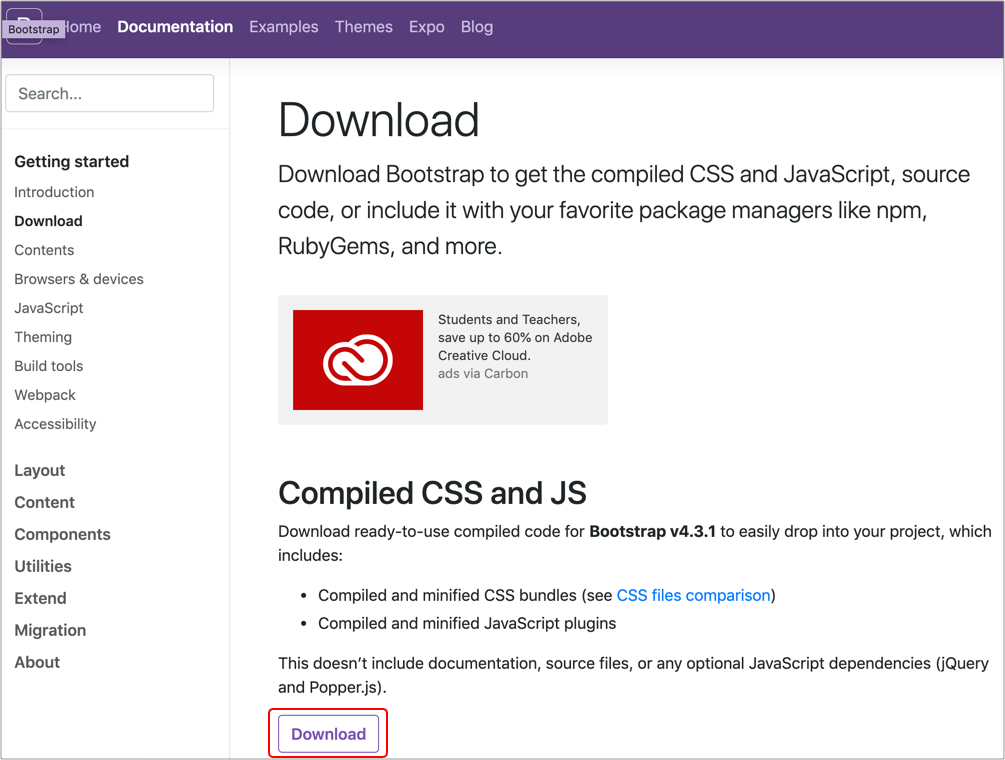 Bootstrap
Home Documentation Examples Themes Expo Blog
Search...
Getting started
Introduction
Download
Contents
Browsers & devices
JavaScript
Theming
Build tools
Webpack
Accessibility
Layout
Content
Components
Utilities
Extend
Migration
About
Download
Download Bootstrap to get the compiled CSS and JavaScript, source
code, or include it with your favorite package managers like npm,
RubyGems, and more.
Students and Teachers,
save up to 60% on Adobe
Creative Cloud.
ads via Carbon
Compiled CSS and JS
Download ready-to-use compiled code for Bootstrap v4.3.1 to easily drop into your project, which
includes:
• Compiled and minified CSS bundles (see CSS files comparison)
• Compiled and minified JavaScript plugins
This doesn’t include documentation, source files, or any optional JavaScript dependencies (jQuery
and Popper.js).
Download